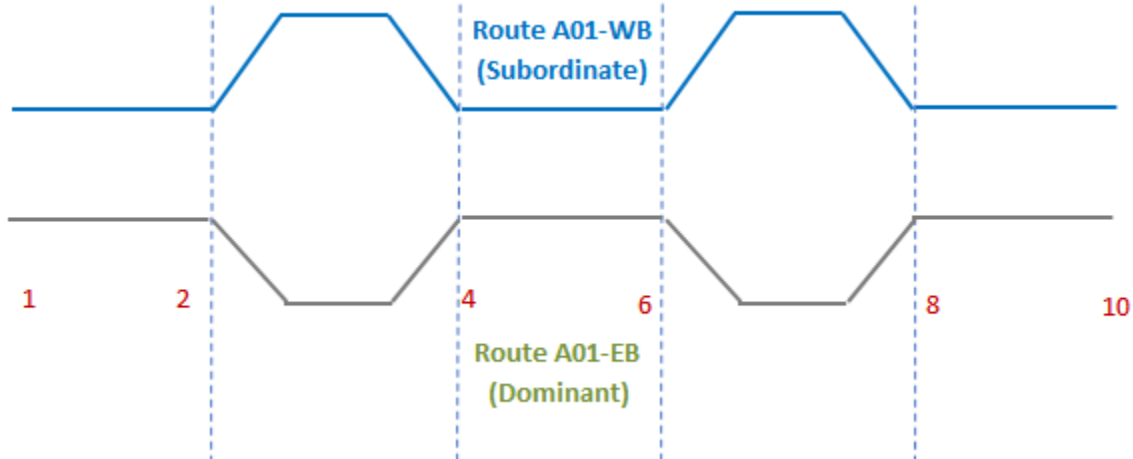 Route A01-WB
(Subordinate)
1
2
4
6
8
10
Route A01-EB
(Dominant)